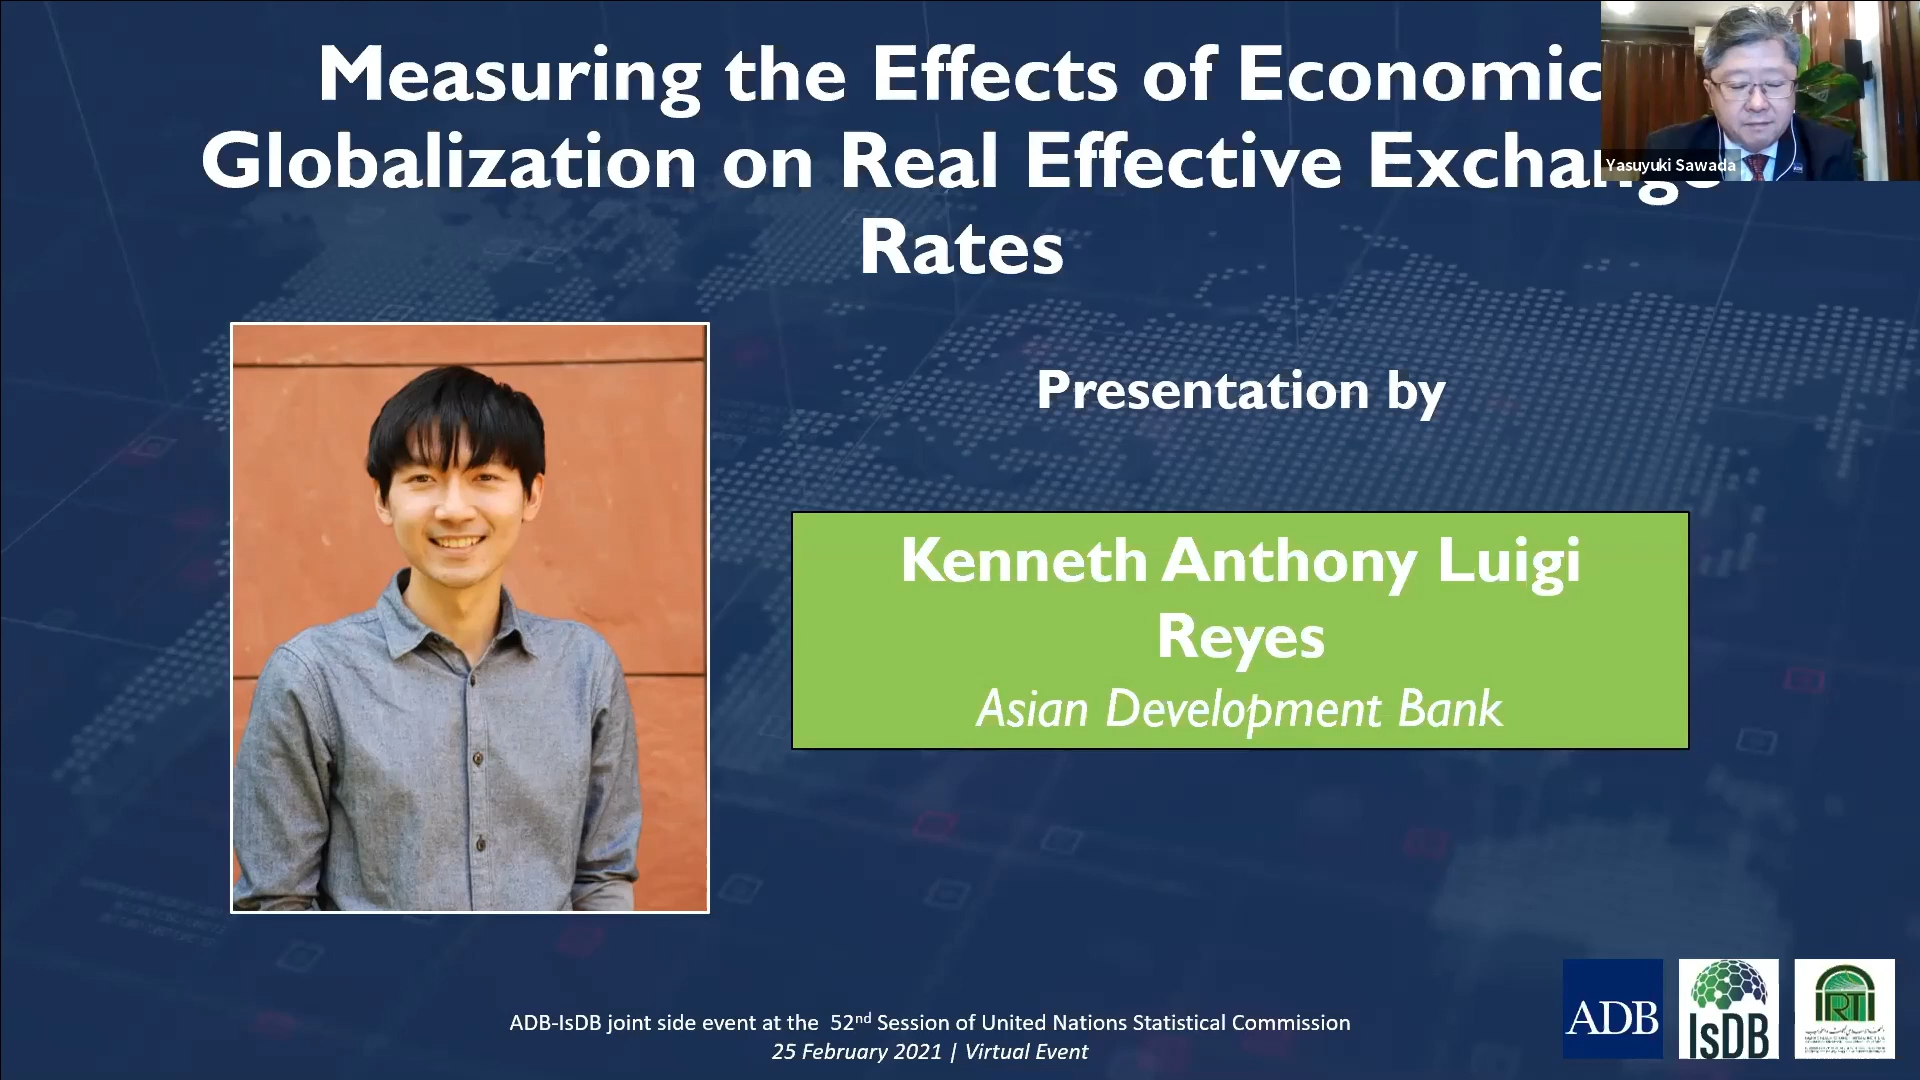 Measuring the Effects of Economic
Globalization on Real Effective Exchange
Rates
Yasuyuki Sawada
Presentation by
Kenneth Anthony Luigi
Reyes
Asian Development Bank
ADB-IsDB joint side event at the 52nd Session of United Nations Statistical Commission
25 February 2021 | Virtual Event
ADB
IsDB
IRTI